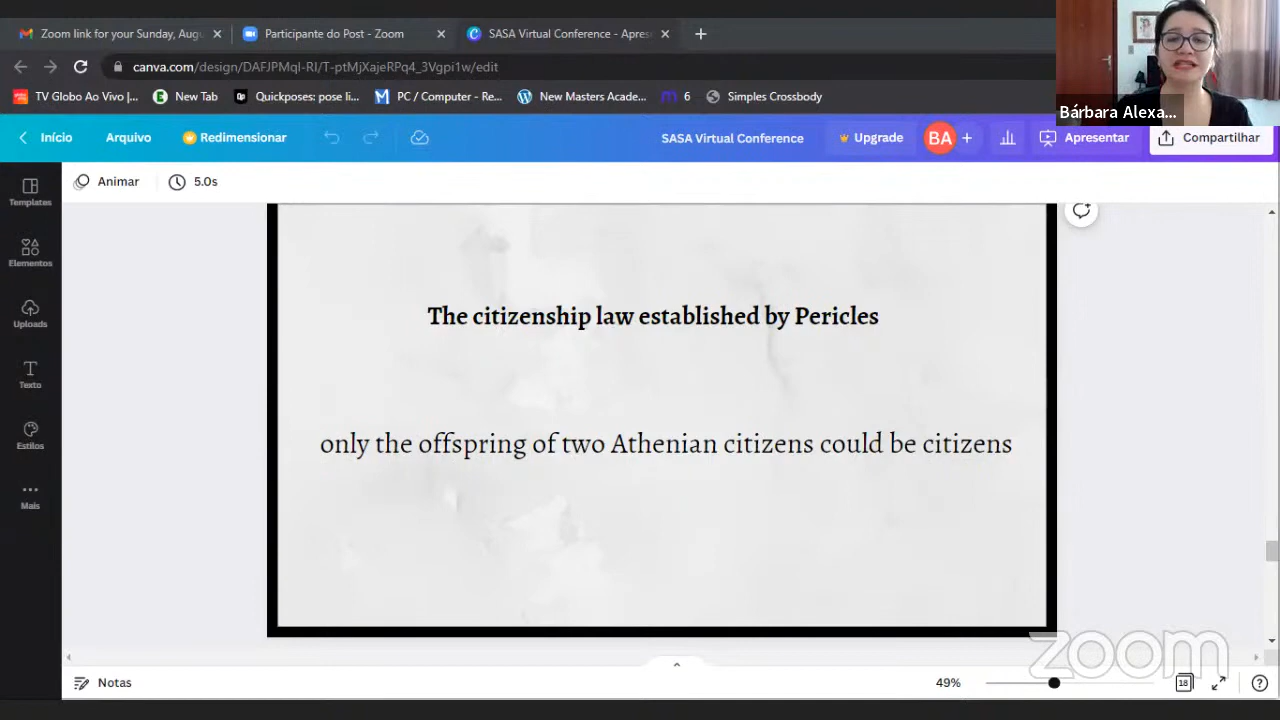 Zoom link for your Sunday, Augu
Participante do Post - Zoom
SASA Virtual Conference - Apres
canva.com/design/DAFJPMqI-RI/T-ptMjXajeRPq4_3Vgpi1w/edit
TV Globo Ao Vivo |...
New Tab
Quickposes: pose li...
PC / Computer - Re...
New Masters Acade...
6
Simples Crossbody
Bárbara Alexa...
Início
Arquivo
Redimensionar
SASA Virtual Conference
Upgrade
BA
Apresentar
Compartilhar
Animar
5.0s
Templates
Elementos
Uploads
Texto
Estilos
Mais
The citizenship law established by Pericles
only the offspring of two Athenian citizens could be citizens
zoom
Notas
49%
18